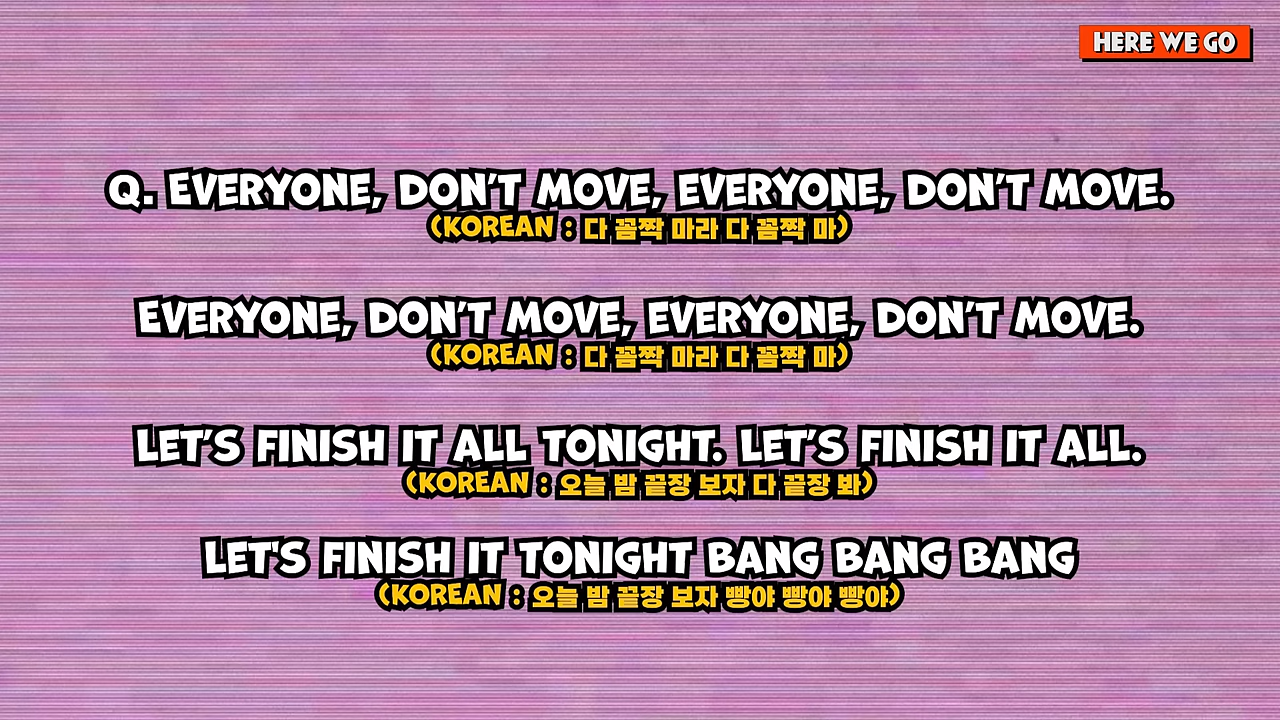 HERE WE GO
Q. EVERYONE, DON'T MOVE, EVERYONE, DON'T MOVE.
(KOREAN : 다 꼼짝 마라 다 꼼짝 마)
EVERYONE, DON'T MOVE, EVERYONE, DON'T MOVE.
(KOREAN : 다 꼼짝 마라 다 꼼짝 마)
LET'S FINISH IT ALL TONIGHT. LET'S FINISH IT ALL.
(KOREAN : 오늘 밤 끝장 보자 다 끝장 봐)
LET'S FINISH IT TONIGHT BANG BANG BANG
(KOREAN : 오늘 밤 끝장 보자 빵야 빵야 빵야)